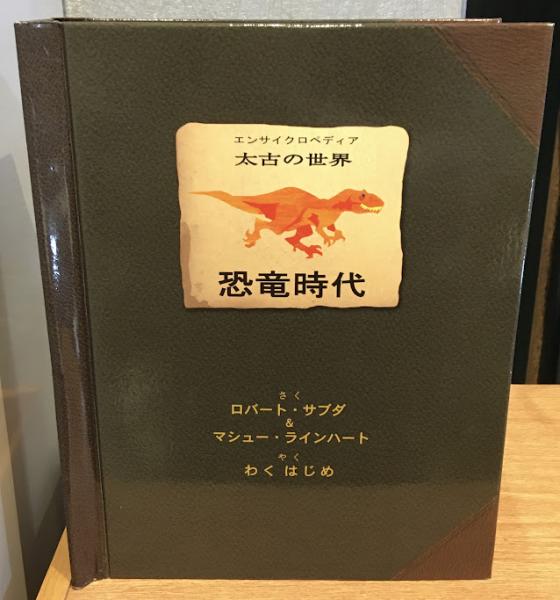 エンサイクロペディア
太古の世界
恐竜時代
さく
ロバート・サブダ
&
マシュー・ラインハート
やく
わく はじめ